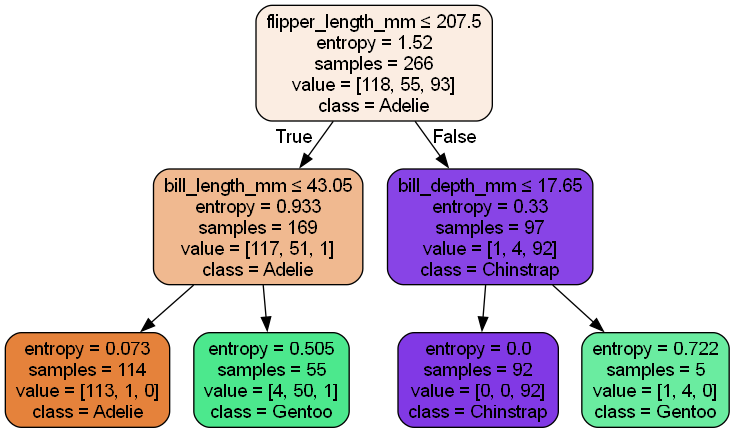 flipper_length_mm ≤ 207.5
entropy = 1.52
samples = 266
value = [118, 55, 93]
class = Adelie
True
False
bill_length_mm ≤ 43.05
entropy = 0.933
samples = 169
value = [117, 51, 1]
class = Adelie
bill_depth_mm ≤ 17.65
entropy = 0.33
samples = 97
value = [1, 4, 92]
class = Chinstrap
entropy = 0.073
samples = 114
value = [113, 1, 0]
class = Adelie
entropy = 0.505
samples = 55
value = [4, 50, 1]
class = Gentoo
entropy = 0.0
samples = 92
value = [0, 0, 92]
class = Chinstrap
entropy = 0.722
samples = 5
value = [1, 4, 0]
class = Gentoo